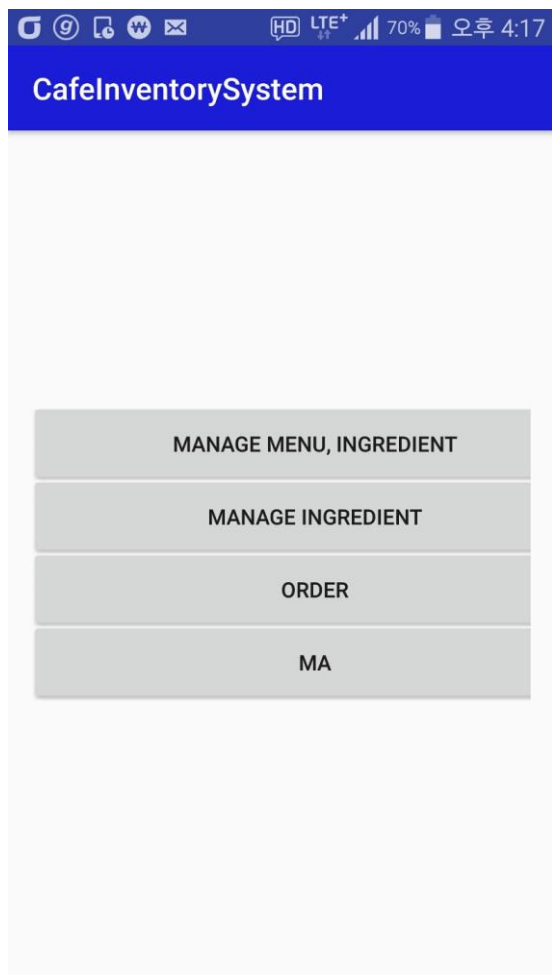 HD LTE+ 70% 오후 4:17
CafeInventorySystem
MANAGE MENU, INGREDIENT
MANAGE INGREDIENT
ORDER
MA